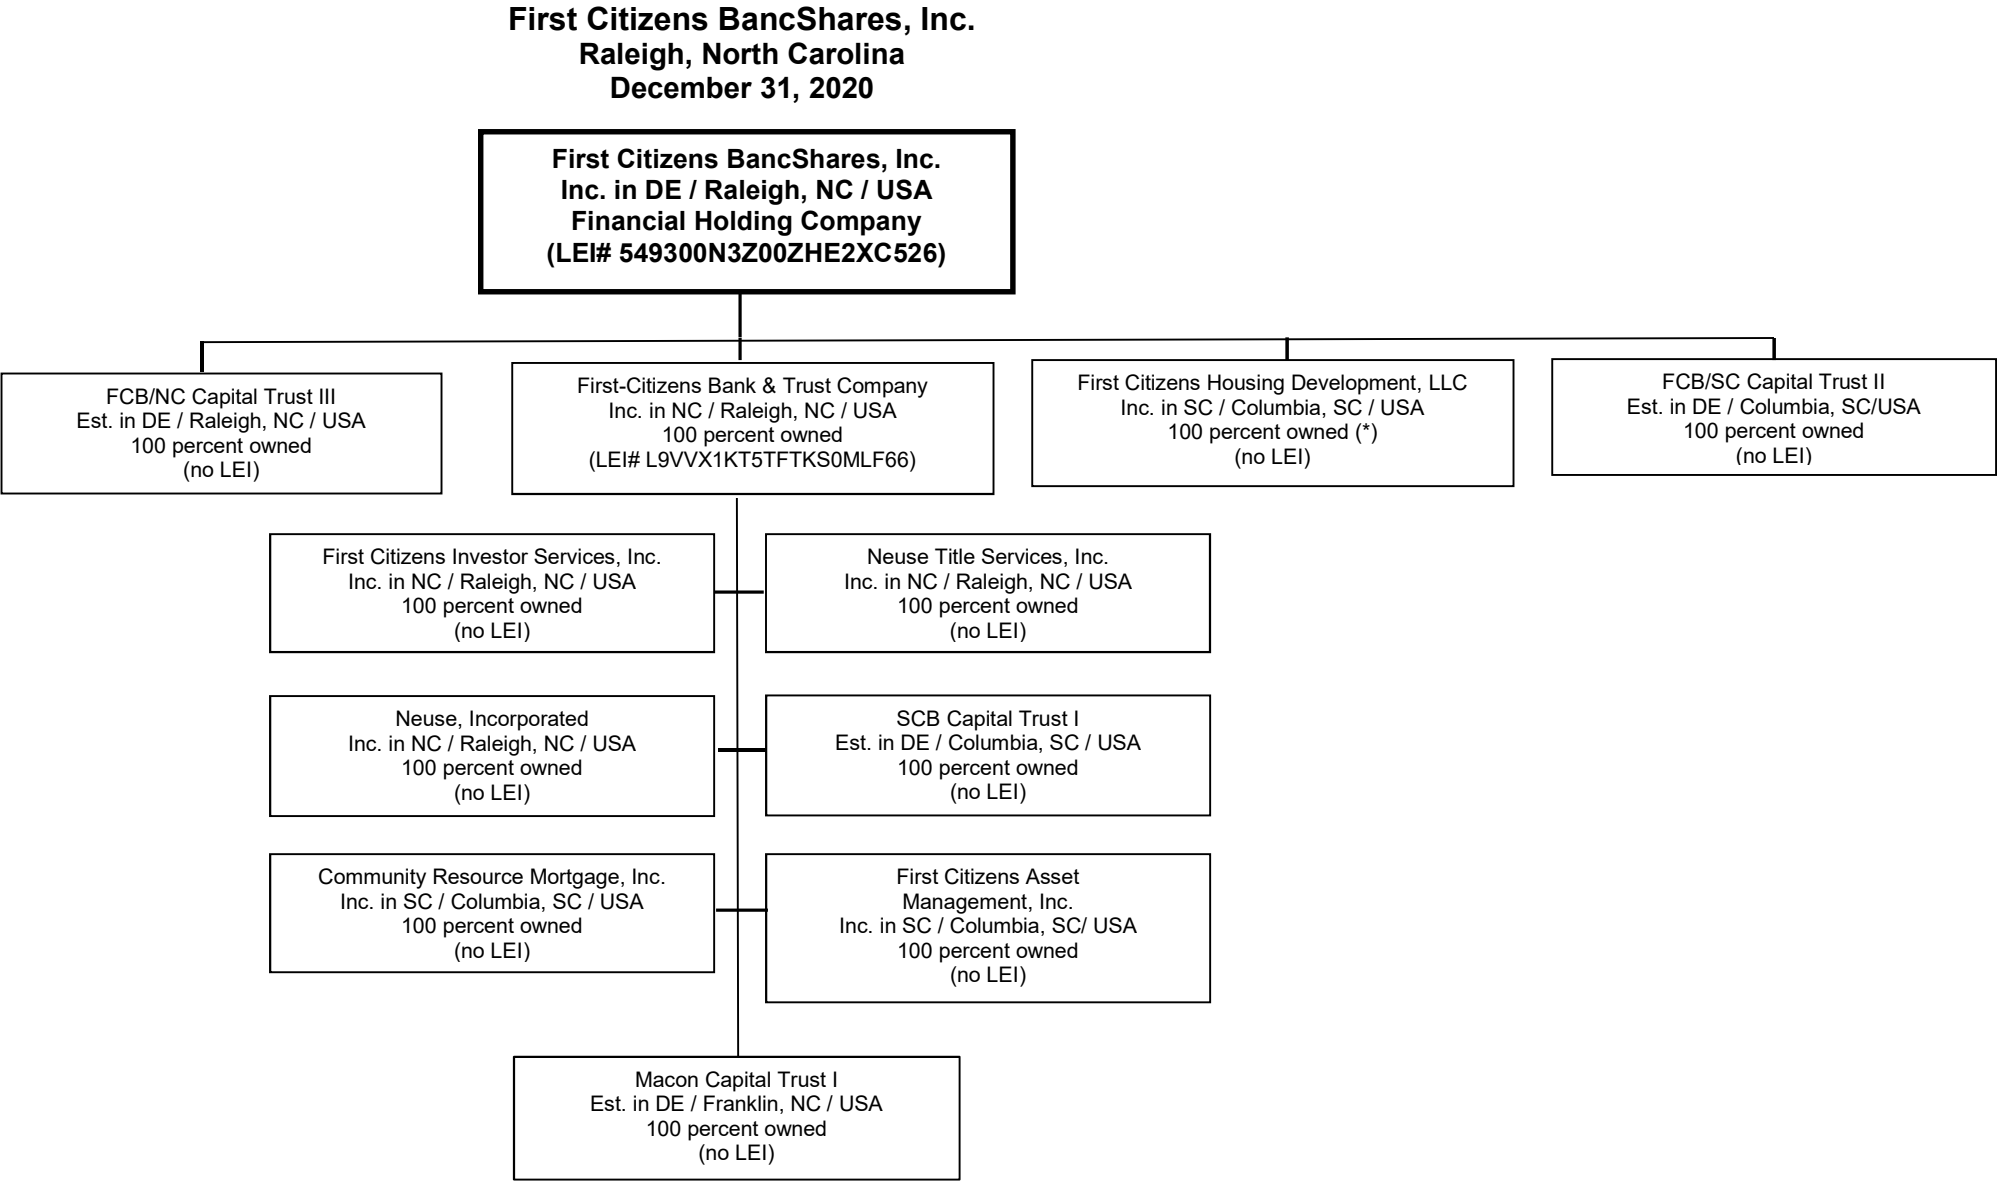 First Citizens BancShares, Inc.
Raleigh, North Carolina
December 31, 2020
First Citizens BancShares, Inc.
Inc. in DE / Raleigh, NC / USA
Financial Holding Company
(LEI# 549300N3Z00ZHE2XC526)
FCB/NC Capital Trust III
Est. in DE / Raleigh, NC / USA
100 percent owned
(no LEI)
First-Citizens Bank & Trust Company
Inc. in NC / Raleigh, NC / USA
100 percent owned
(LEI# L9VVX1KT5TFTKS0MLF66)
First Citizens Housing Development, LLC
Inc. in SC / Columbia, SC / USA
100 percent owned (*)
(no LEI)
FCB/SC Capital Trust II
Est. in DE / Columbia, SC/USA
100 percent owned
(no LEI)
First Citizens Investor Services, Inc.
Inc. in NC / Raleigh, NC / USA
100 percent owned
(no LEI)
Neuse Title Services, Inc.
Inc. in NC / Raleigh, NC / USA
100 percent owned
(no LEI)
Neuse, Incorporated
Inc. in NC / Raleigh, NC / USA
100 percent owned
(no LEI)
SCB Capital Trust I
Est. in DE / Columbia, SC / USA
100 percent owned
(no LEI)
Community Resource Mortgage, Inc.
Inc. in SC / Columbia, SC / USA
100 percent owned
(no LEI)
First Citizens Asset
Management, Inc.
Inc. in SC / Columbia, SC/ USA
100 percent owned
(no LEI)
Macon Capital Trust I
Est. in DE / Franklin, NC / USA
100 percent owned
(no LEI)